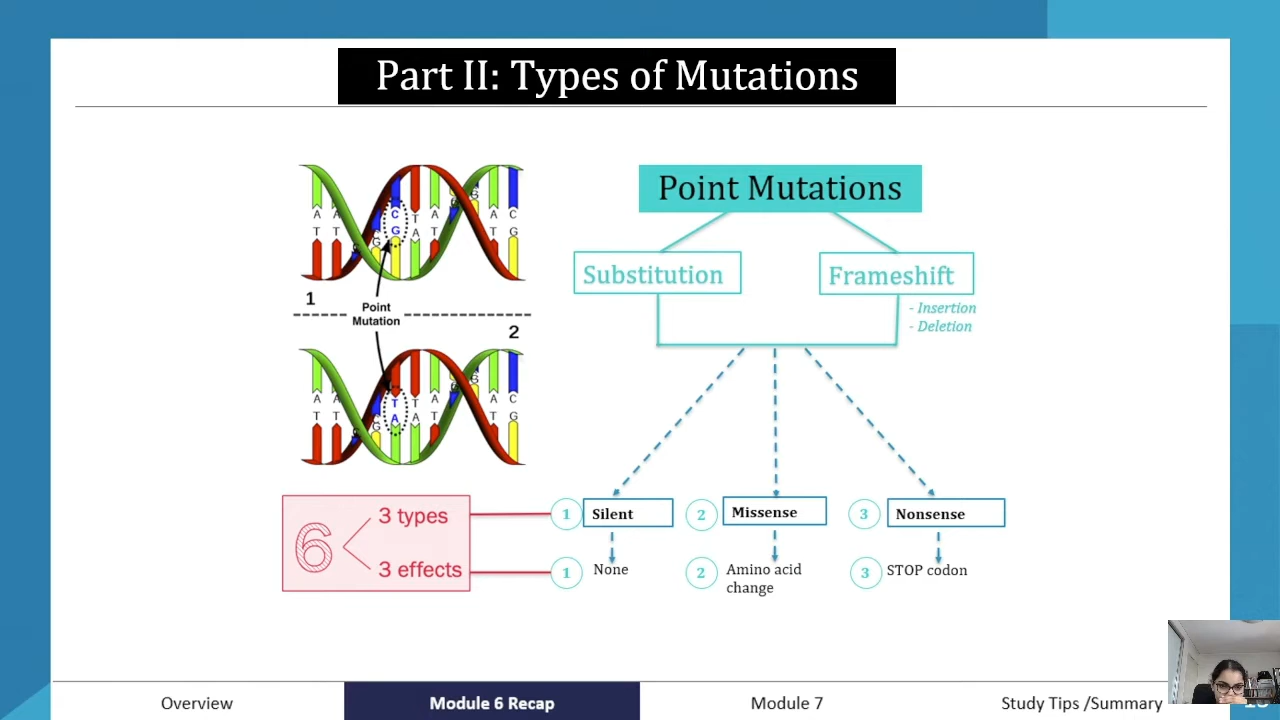 Part II: Types of Mutations
Point Mutations
Substitution
Frameshift
- Insertion
- Deletion
A A C T A T C
T T G A T A G
1
Point
Mutation
2
A A C T T A T C
T T G A A T A G
6
3 types
3 effects
1 Silent
2 Missense
3 Nonsense
1 None
2 Amino acid
change
3 STOP codon
Overview
Module 6 Recap
Module 7
Study Tips /Summary